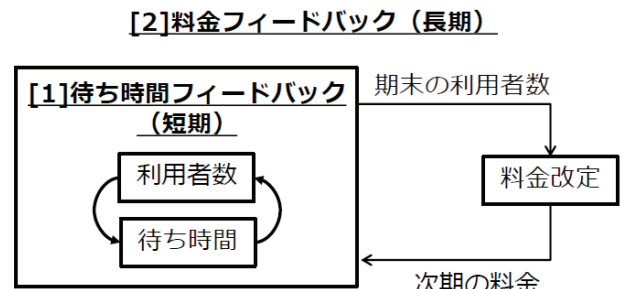 [2]料金フィードバック（長期）
[1]待ち時間フィードバック
（短期）
期末の利用者数
利用者数
料金改定
待ち時間
次期の料金